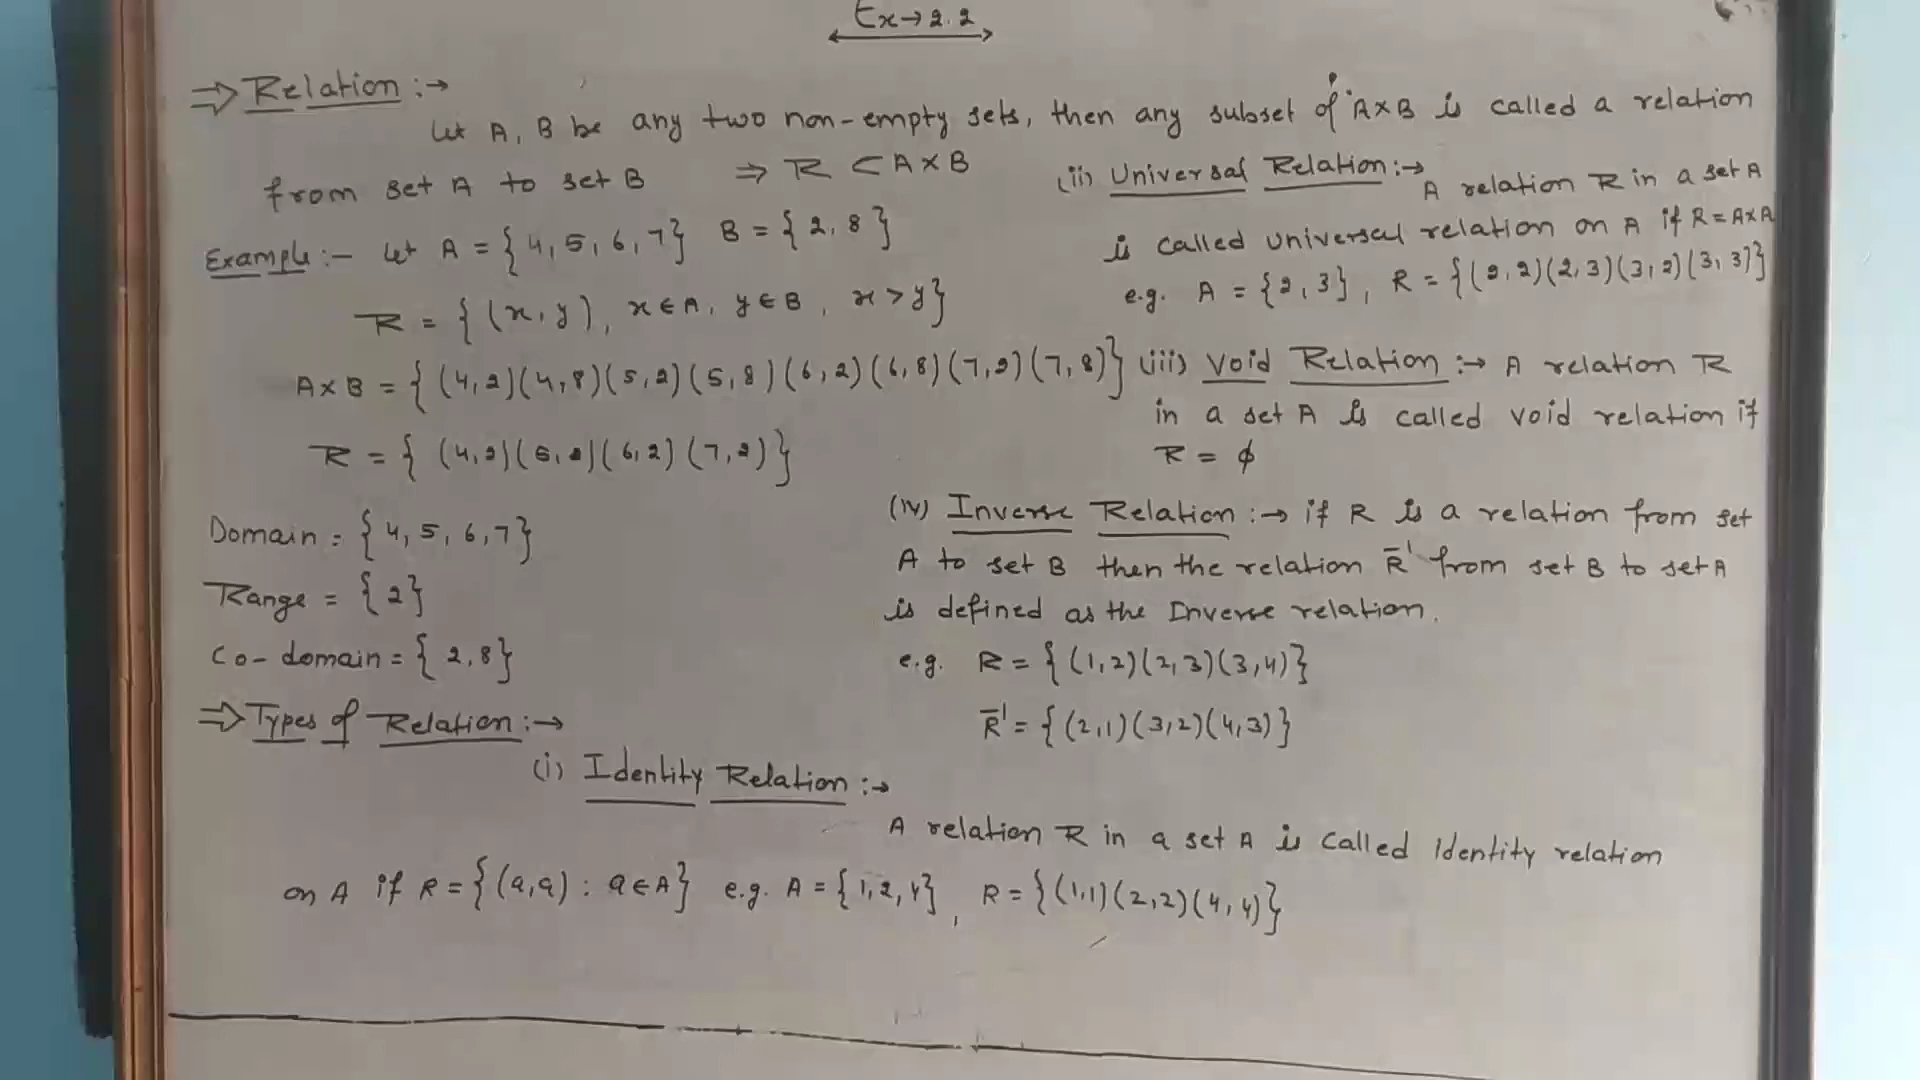 Ex→2.2
⇒ Relation :→
Let A, B be any two non-empty sets, then any subset of A×B is called a relation
from set A to set B ⇒ R ⊂ A×B
Example :- Let A = {4, 5, 6, 7} B = {2, 8}
R = {(x, y), x∈A, y∈B, x>y}
A×B = {(4,2)(4,8)(5,2)(5,8)(6,2)(6,8)(7,2)(7,8)}
R = {(4,2)(5,2)(6,2)(7,2)}
Domain = {4, 5, 6, 7}
Range = {2}
Co-domain = {2, 8}
⇒ Types of Relation :→
(i) Identity Relation :→
A relation R in a set A is called Identity relation
on A if R = {(a,a) : a∈A} e.g. A = {1, 2, 4}, R = {(1,1)(2,2)(4,4)}
(ii) Universal Relation :→ A relation R in a set A
is called universal relation on A if R = A×A
e.g. A = {2, 3}, R = {(2,2)(2,3)(3,2)(3,3)}
(iii) Void Relation :→ A relation R
in a set A is called void relation if
R = ϕ
(iv) Inverse Relation :→ if R is a relation from set
A to set B then the relation R⁻¹ from set B to set A
is defined as the Inverse relation.
e.g. R = {(1,2)(2,3)(3,4)}
R⁻¹ = {(2,1)(3,2)(4,3)}